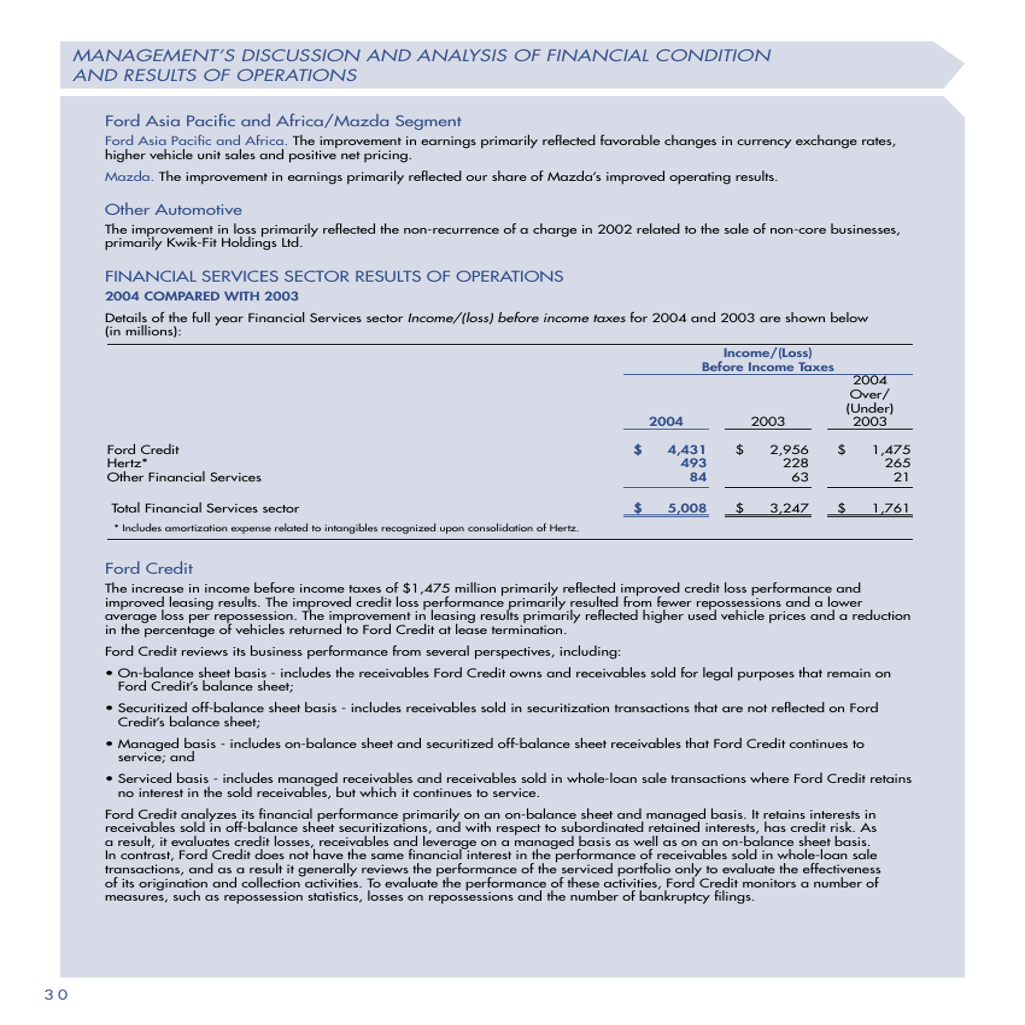 MANAGEMENT'S DISCUSSION AND ANALYSIS OF FINANCIAL CONDITION
AND RESULTS OF OPERATIONS
Ford Asia Pacific and Africa/Mazda Segment
Ford Asia Pacific and Africa. The improvement in earnings primarily reflected favorable changes in currency exchange rates,
higher vehicle unit sales and positive net pricing.
Mazda. The improvement in earnings primarily reflected our share of Mazda's improved operating results.
Other Automotive
The improvement in loss primarily reflected the non-recurrence of a charge in 2002 related to the sale of non-core businesses,
primarily Kwik-Fit Holdings Ltd.
FINANCIAL SERVICES SECTOR RESULTS OF OPERATIONS
2004 COMPARED WITH 2003
Details of the full year Financial Services sector Income/(loss) before income taxes for 2004 and 2003 are shown below
(in millions):
Income/(Loss)
Before Income Taxes
2004
Over/
(Under)
2004 2003 2003
Ford Credit $ 4,431 $ 2,956 $ 1,475
Hertz* 493 228 265
Other Financial Services 84 63 21
Total Financial Services sector $ 5,008 $ 3,247 $ 1,761
* Includes amortization expense related to intangibles recognized upon consolidation of Hertz.
Ford Credit
The increase in income before income taxes of $1,475 million primarily reflected improved credit loss performance and
improved leasing results. The improved credit loss performance primarily resulted from fewer repossessions and a lower
average loss per repossession. The improvement in leasing results primarily reflected higher used vehicle prices and a reduction
in the percentage of vehicles returned to Ford Credit at lease termination.
Ford Credit reviews its business performance from several perspectives, including:
• On-balance sheet basis - includes the receivables Ford Credit owns and receivables sold for legal purposes that remain on
Ford Credit's balance sheet;
• Securitized off-balance sheet basis - includes receivables sold in securitization transactions that are not reflected on Ford
Credit's balance sheet;
• Managed basis - includes on-balance sheet and securitized off-balance sheet receivables that Ford Credit continues to
service; and
• Serviced basis - includes managed receivables and receivables sold in whole-loan sale transactions where Ford Credit retains
no interest in the sold receivables, but which it continues to service.
Ford Credit analyzes its financial performance primarily on an on-balance sheet and managed basis. It retains interests in
receivables sold in off-balance sheet securitizations, and with respect to subordinated retained interests, has credit risk. As
a result, it evaluates credit losses, receivables and leverage on a managed basis as well as on an on-balance sheet basis.
In contrast, Ford Credit does not have the same financial interest in the performance of receivables sold in whole-loan sale
transactions, and as a result it generally reviews the performance of the serviced portfolio only to evaluate the effectiveness
of its origination and collection activities. To evaluate the performance of these activities, Ford Credit monitors a number of
measures, such as repossession statistics, losses on repossessions and the number of bankruptcy filings.
30